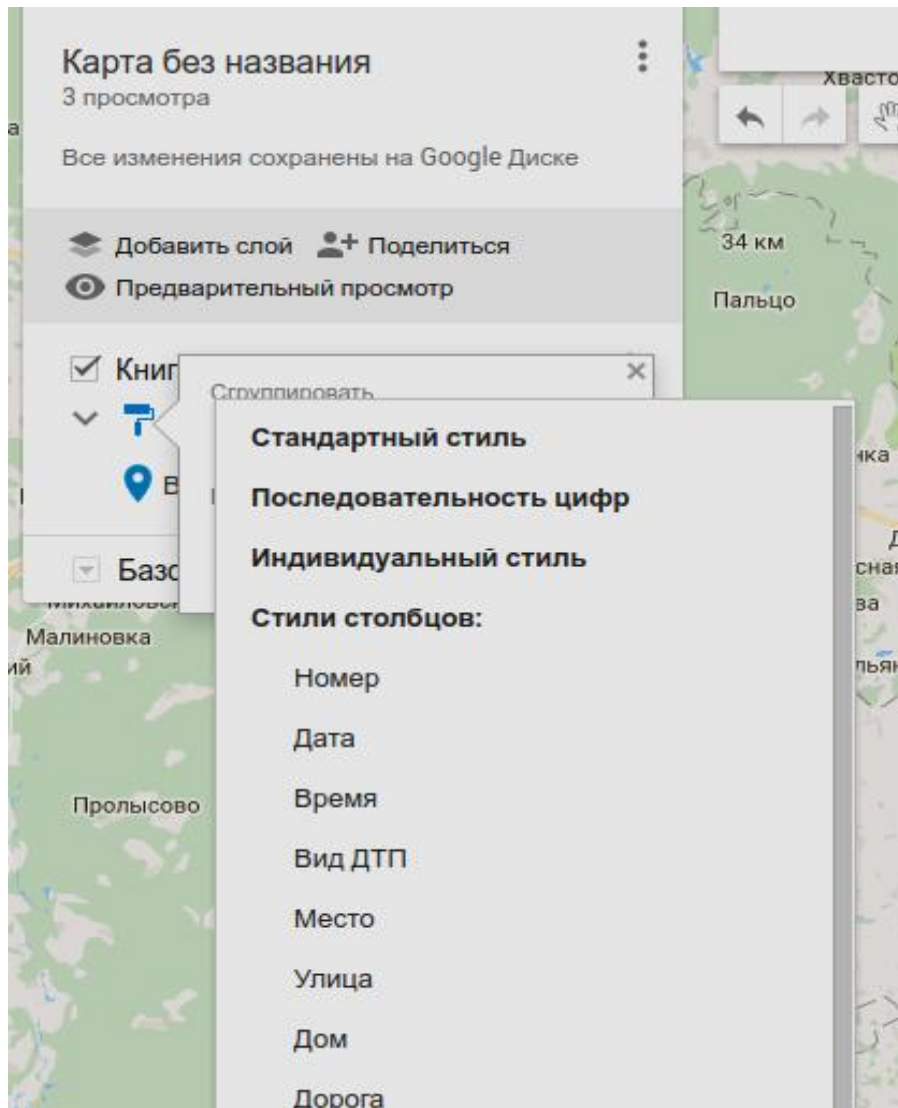 Карта без названия
3 просмотра
Все изменения сохранены на Google Диске
Добавить слой Поделиться
Предварительный просмотр
Сгруппировать
Стандартный стиль
Последовательность цифр
Индивидуальный стиль
Стили столбцов:
Номер
Дата
Время
Вид ДТП
Место
Улица
Дом
Дорога
34 км
Пальцо
Малиновка
Пролысово